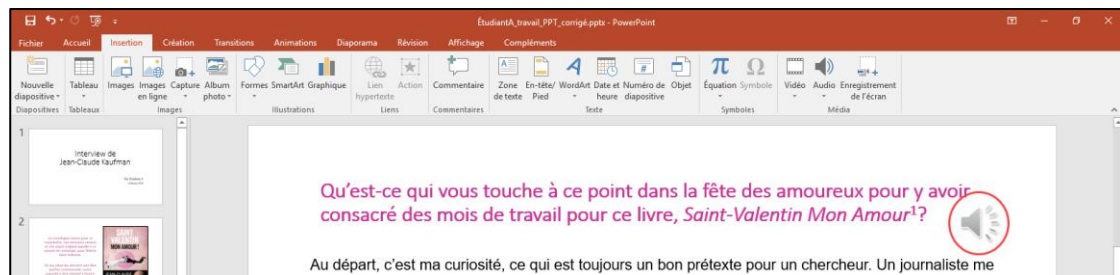 ÉtudiantA_travail_PPT_corrigé.pptx - PowerPoint
Fichier Accueil Insertion Création Transitions Animations Diaporama Révision Affichage Compléments
Nouvelle Tableau Images Images Capture Album Formes SmartArt Graphique Lien Action Commentaire Zone En-tête/ WordArt Date et Numéro de Objet Équation Symbole Vidéo Audio Enregistrement
diapositive en ligne photo hypertexte de texte Pied heure diapositive de l'écran
Diapositives Tableaux Images Illustrations Liens Commentaires Texte Symboles Média
1
Interview de
Jean-Claude Kaufman
2
SAINT
VALENTIN
MON AMOUR!
Qu'est-ce qui vous touche à ce point dans la fête des amoureux pour y avoir
consacré des mois de travail pour ce livre, Saint-Valentin Mon Amour¹?
Au départ, c'est ma curiosité, ce qui est toujours un bon prétexte pour un chercheur. Un journaliste me